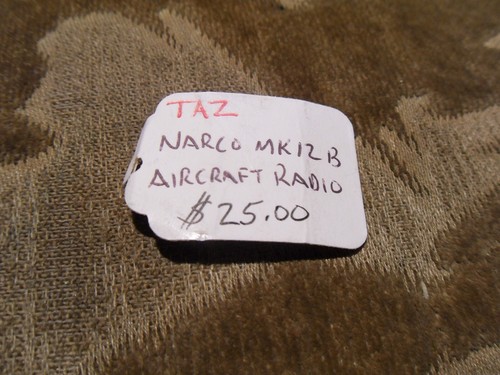 TAZ
NARCO MK12B
AIRCRAFT RADIO
$25.00